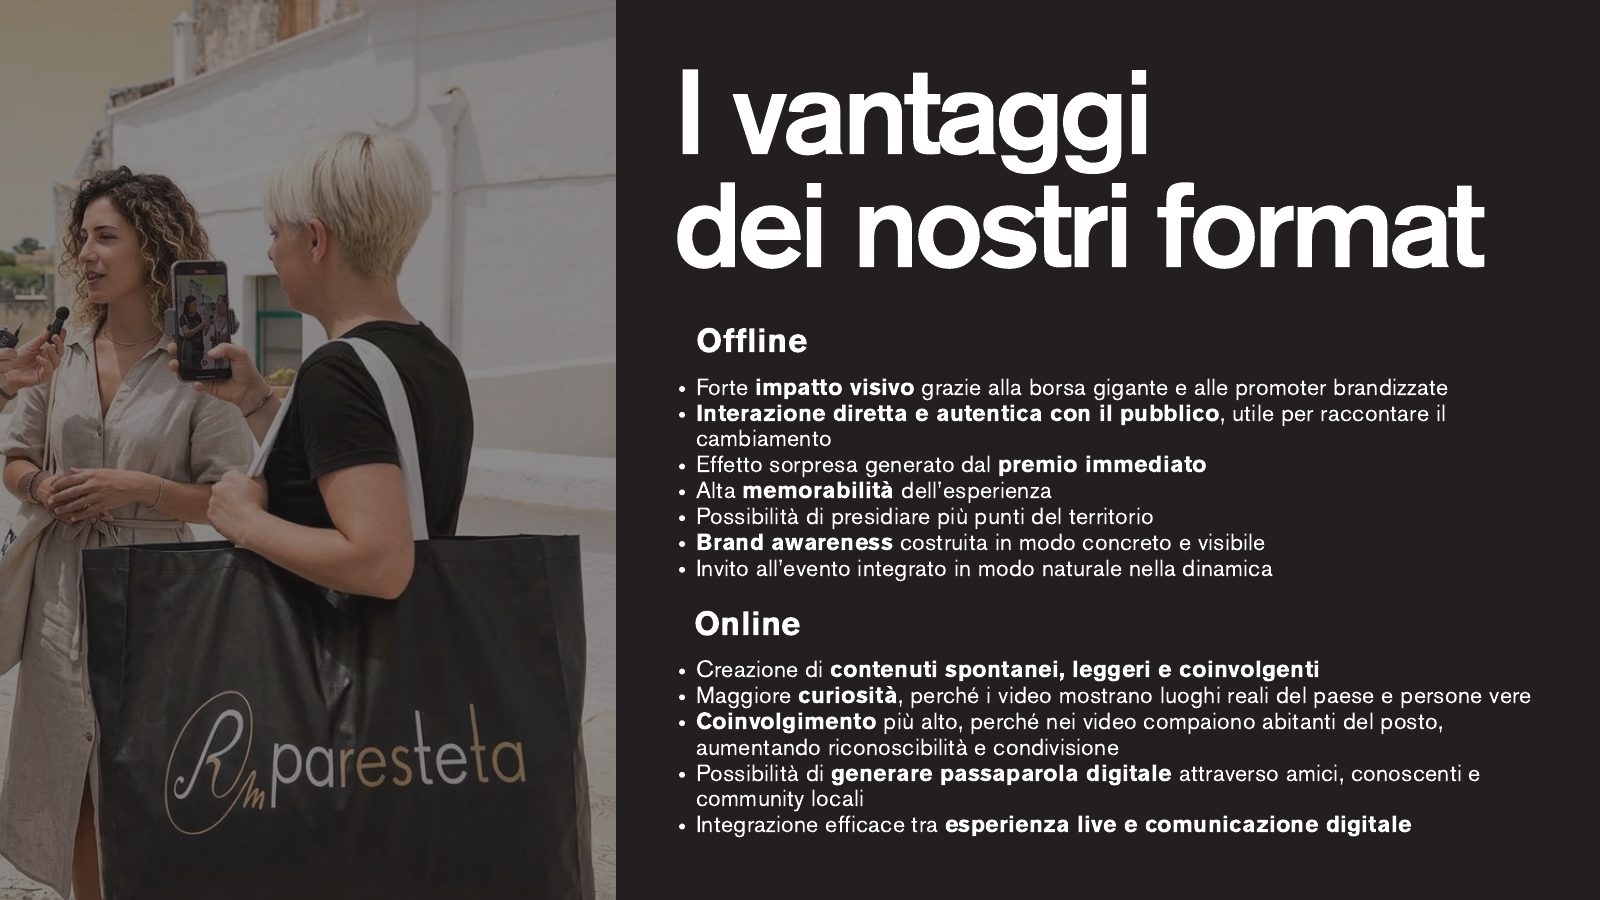 I vantaggi
dei nostri format
Offline
• Forte impatto visivo grazie alla borsa gigante e alle promoter brandizzate
• Interazione diretta e autentica con il pubblico, utile per raccontare il
cambiamento
• Effetto sorpresa generato dal premio immediato
• Alta memorabilità dell'esperienza
• Possibilità di presidiare più punti del territorio
• Brand awareness costruita in modo concreto e visibile
• Invito all'evento integrato in modo naturale nella dinamica
Online
• Creazione di contenuti spontanei, leggeri e coinvolgenti
• Maggiore curiosità, perché i video mostrano luoghi reali del paese e persone vere
• Coinvolgimento più alto, perché nei video compaiono abitanti del posto,
aumentando riconoscibilità e condivisione
• Possibilità di generare passaparola digitale attraverso amici, conoscenti e
community locali
• Integrazione efficace tra esperienza live e comunicazione digitale
Rm paresteta